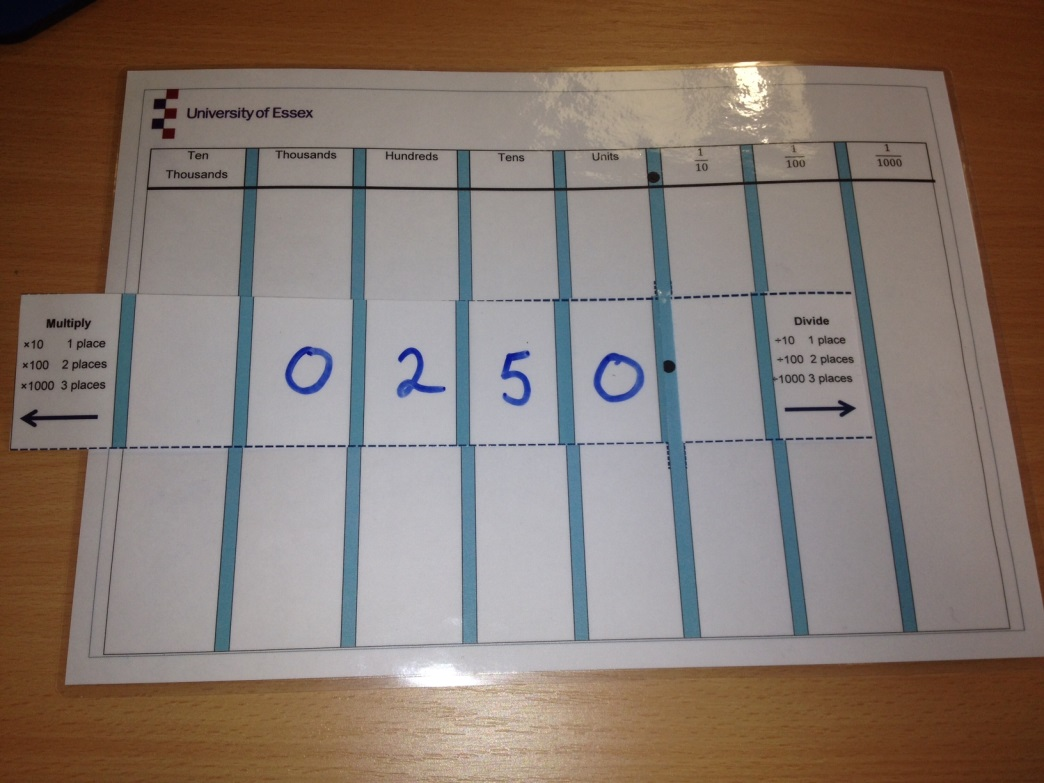 University of Essex
Ten Thousands Hundreds Tens Units 1/10 1/100 1/1000
Thousands
Multiply
×10 1 place
×100 2 places
×1000 3 places
0 2 5 0 .
Divide
÷10 1 place
÷100 2 places
÷1000 3 places